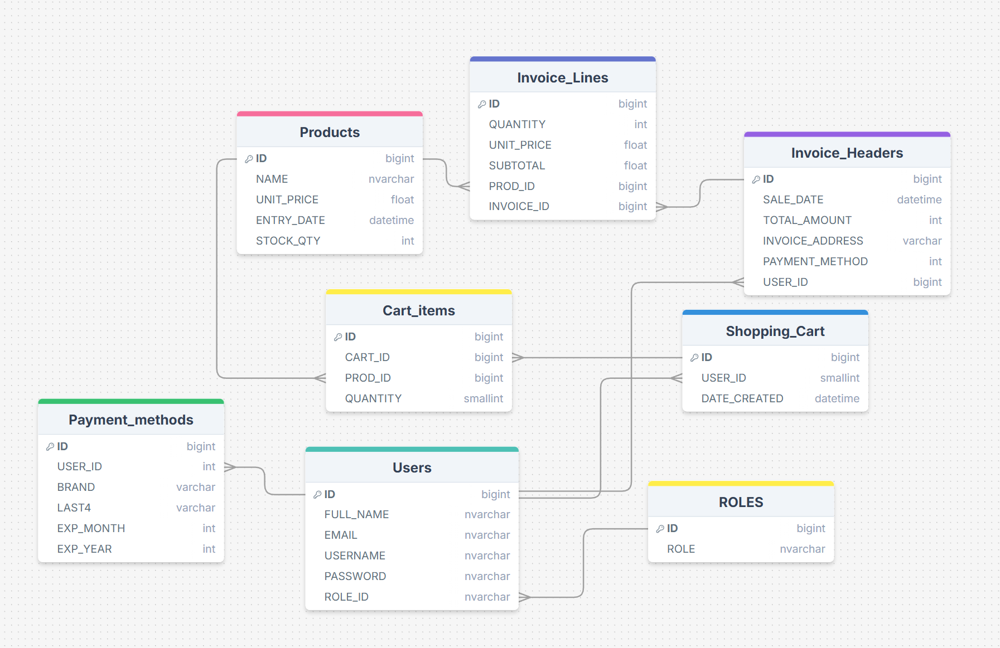 Invoice_Lines
ID bigint
QUANTITY int
UNIT_PRICE float
SUBTOTAL float
PROD_ID bigint
INVOICE_ID bigint
Products
ID bigint
NAME nvarchar
UNIT_PRICE float
ENTRY_DATE datetime
STOCK_QTY int
Invoice_Headers
ID bigint
SALE_DATE datetime
TOTAL_AMOUNT int
INVOICE_ADDRESS varchar
PAYMENT_METHOD int
USER_ID bigint
Cart_items
ID bigint
CART_ID bigint
PROD_ID bigint
QUANTITY smallint
Shopping_Cart
ID bigint
USER_ID smallint
DATE_CREATED datetime
Payment_methods
ID bigint
USER_ID int
BRAND varchar
LAST4 varchar
EXP_MONTH int
EXP_YEAR int
Users
ID bigint
FULL_NAME nvarchar
EMAIL nvarchar
USERNAME nvarchar
PASSWORD nvarchar
ROLE_ID nvarchar
ROLES
ID bigint
ROLE nvarchar